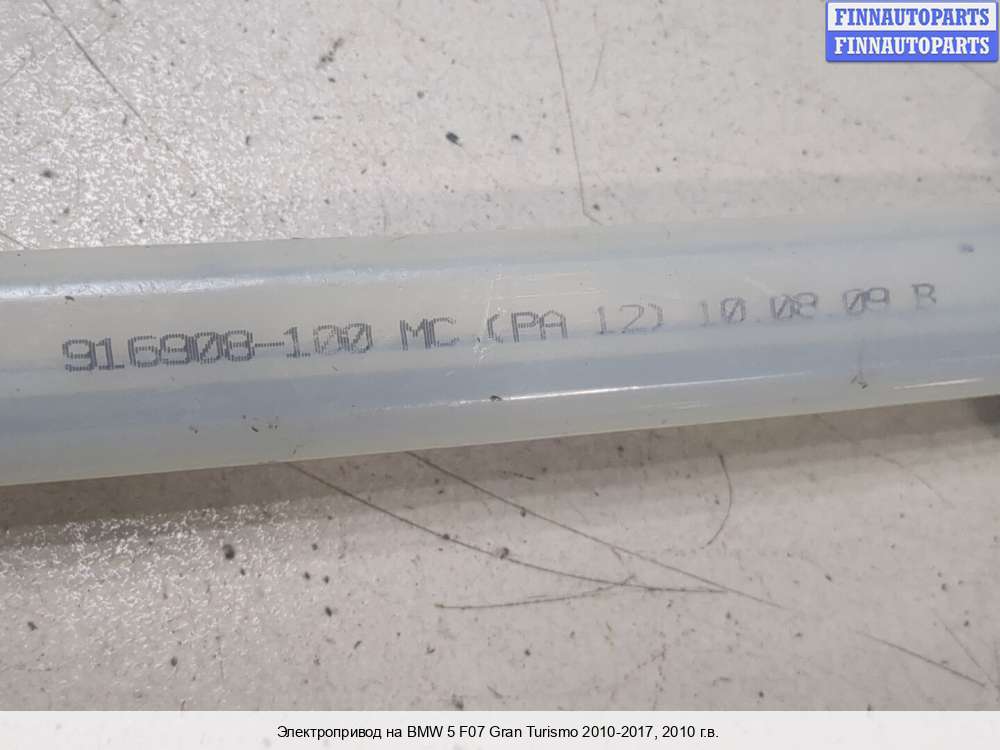 FINNAUTOPARTS
FINNAUTOPARTS
916908-100 MC (PA 12) 10.08.09 B
Электропривод на BMW 5 F07 Gran Turismo 2010-2017, 2010 г.в.